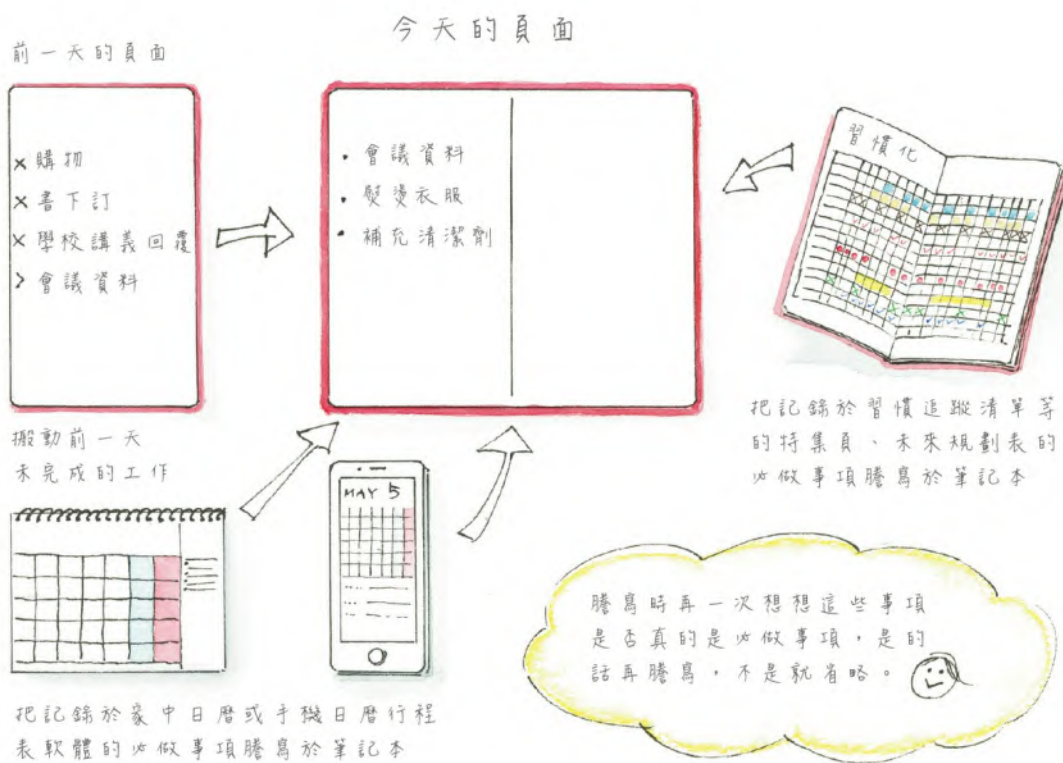 今天的頁面
前一天的頁面
×購物
×書下訂
×學校講義回覆
>會議資料
•會議資料
•熨燙衣服
•補充清潔劑
習慣化
搬動前一天
未完成的工作
把記錄於習慣追蹤清單等
的特集頁、未來規劃表的
必做事項謄寫於筆記本
MAY 5
把記錄於家中日曆或手機日曆行程
表軟體的必做事項謄寫於筆記本
謄寫時再一次想想這些事項
是否真的是必做事項，是的
話再謄寫，不是就省略。